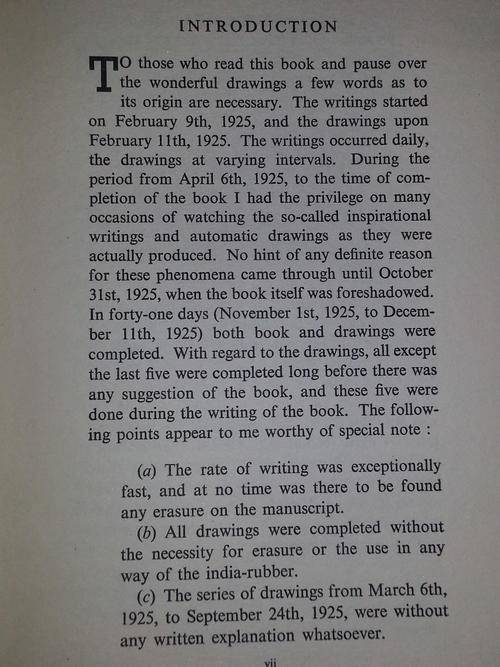 INTRODUCTION
TO those who read this book and pause over
the wonderful drawings a few words as to
its origin are necessary. The writings started
on February 9th, 1925, and the drawings upon
February 11th, 1925. The writings occurred daily,
the drawings at varying intervals. During the
period from April 6th, 1925, to the time of com-
pletion of the book I had the privilege on many
occasions of watching the so-called inspirational
writings and automatic drawings as they were
actually produced. No hint of any definite reason
for these phenomena came through until October
31st, 1925, when the book itself was foreshadowed.
In forty-one days (November 1st, 1925, to Decem-
ber 11th, 1925) both book and drawings were
completed. With regard to the drawings, all except
the last five were completed long before there was
any suggestion of the book, and these five were
done during the writing of the book. The follow-
ing points appear to me worthy of special note :
(a) The rate of writing was exceptionally
fast, and at no time was there to be found
any erasure on the manuscript.
(b) All drawings were completed without
the necessity for erasure or the use in any
way of the india-rubber.
(c) The series of drawings from March 6th,
1925, to September 24th, 1925, were without
any written explanation whatsoever.
vii